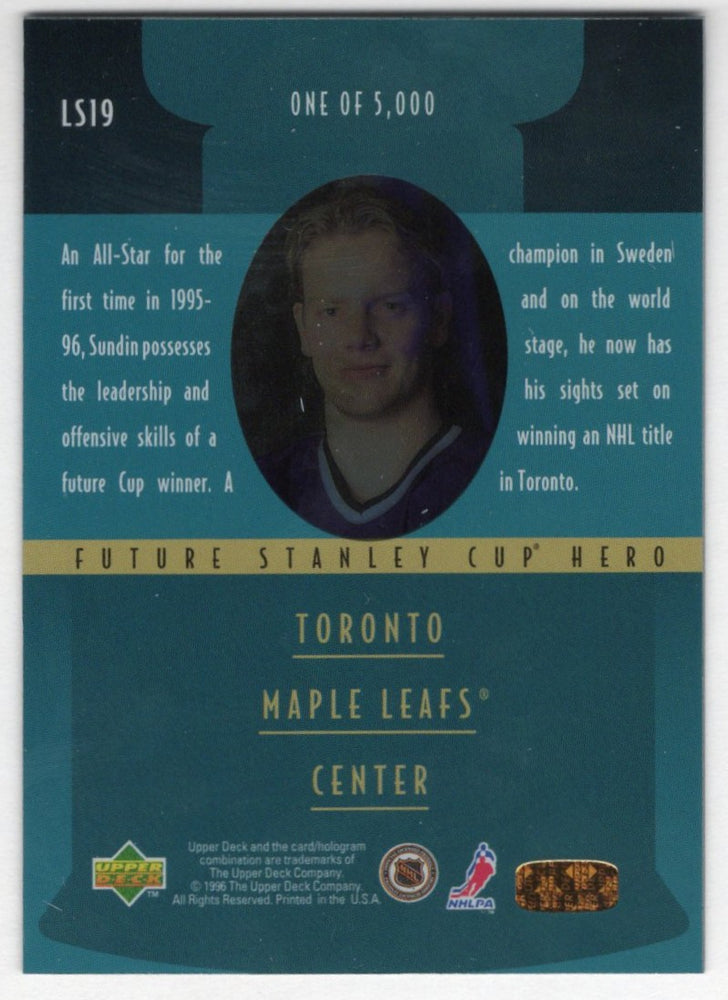 LS19
ONE OF 5,000
An All-Star for the
first time in 1995-
96, Sundin possesses
the leadership and
offensive skills of a
future Cup winner. A
champion in Sweden
and on the world
stage, he now has
his sights set on
winning an NHL title
in Toronto.
FUTURE STANLEY CUP® HERO
TORONTO
MAPLE LEAFS®
CENTER
UPPER
DECK
™
Upper Deck and the card/hologram
combination are trademarks of
The Upper Deck Company.
© 1996 The Upper Deck Company.
All Rights Reserved. Printed in the U.S.A.
NHL
NHLPA